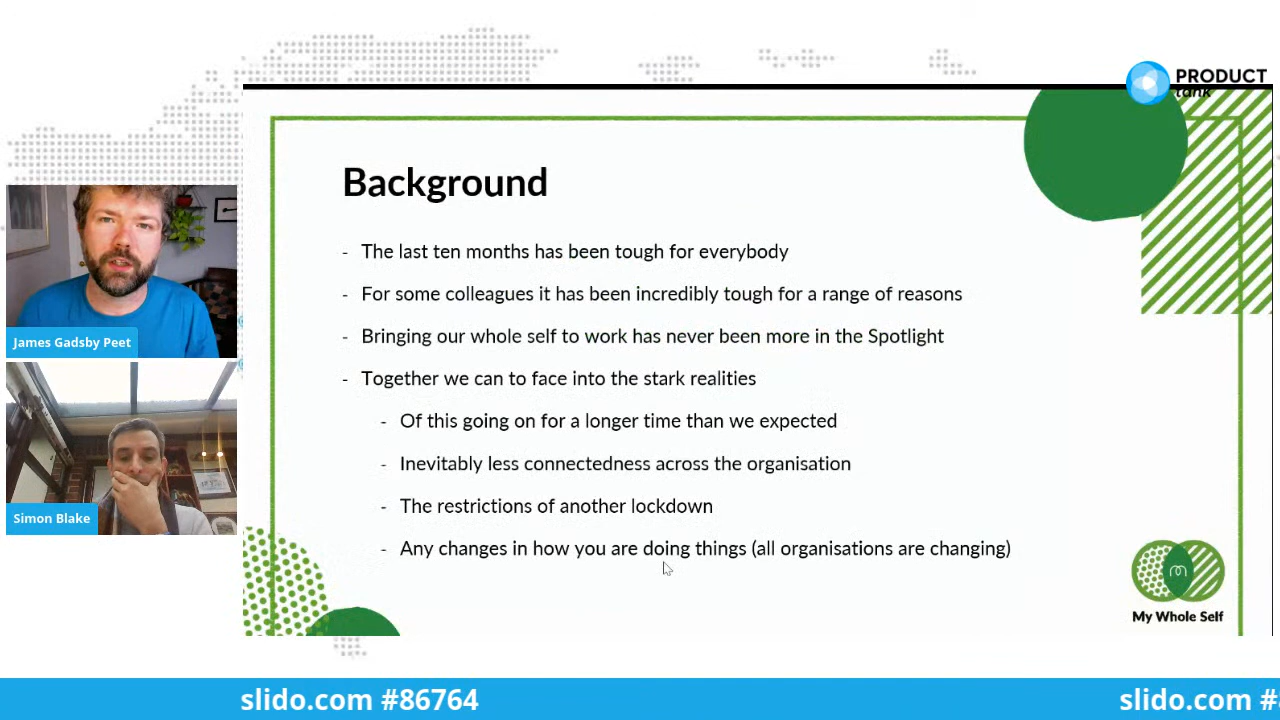 PRODUCT
tank
Background
- The last ten months has been tough for everybody
- For some colleagues it has been incredibly tough for a range of reasons
- Bringing our whole self to work has never been more in the Spotlight
- Together we can to face into the stark realities
- Of this going on for a longer time than we expected
- Inevitably less connectedness across the organisation
- The restrictions of another lockdown
- Any changes in how you are doing things (all organisations are changing)
James Gadsby Peet
Simon Blake
My Whole Self
slido.com #86764
slido.com #